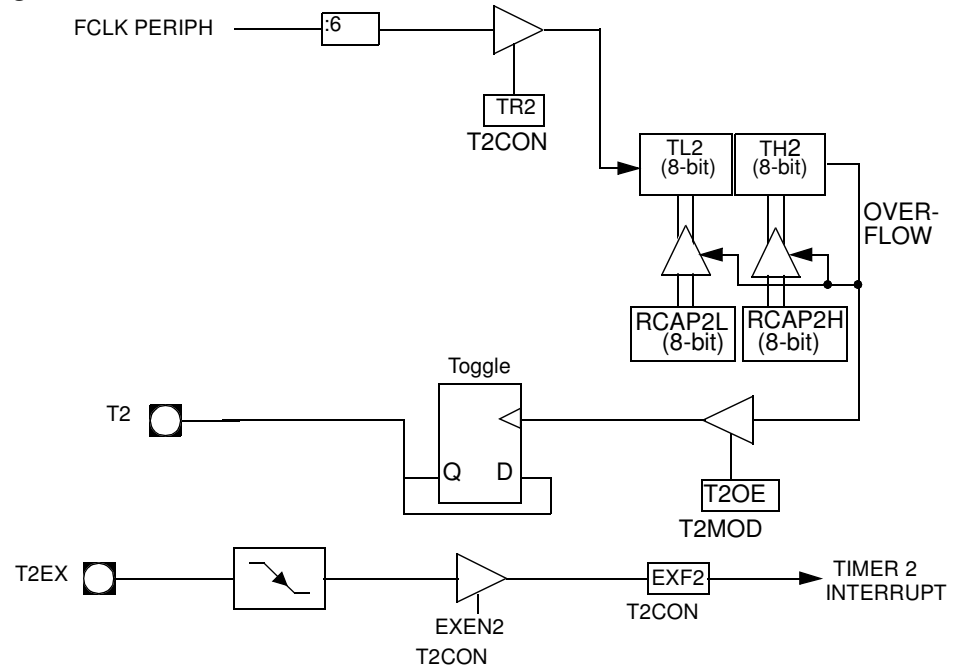 FCLK PERIPH
:6
TR2
T2CON
TL2
(8-bit)
TH2
(8-bit)
OVER-
FLOW
RCAP2L
(8-bit)
RCAP2H
(8-bit)
Toggle
T2
Q D
T2OE
T2MOD
T2EX
EXEN2
T2CON
EXF2
T2CON
TIMER 2
INTERRUPT